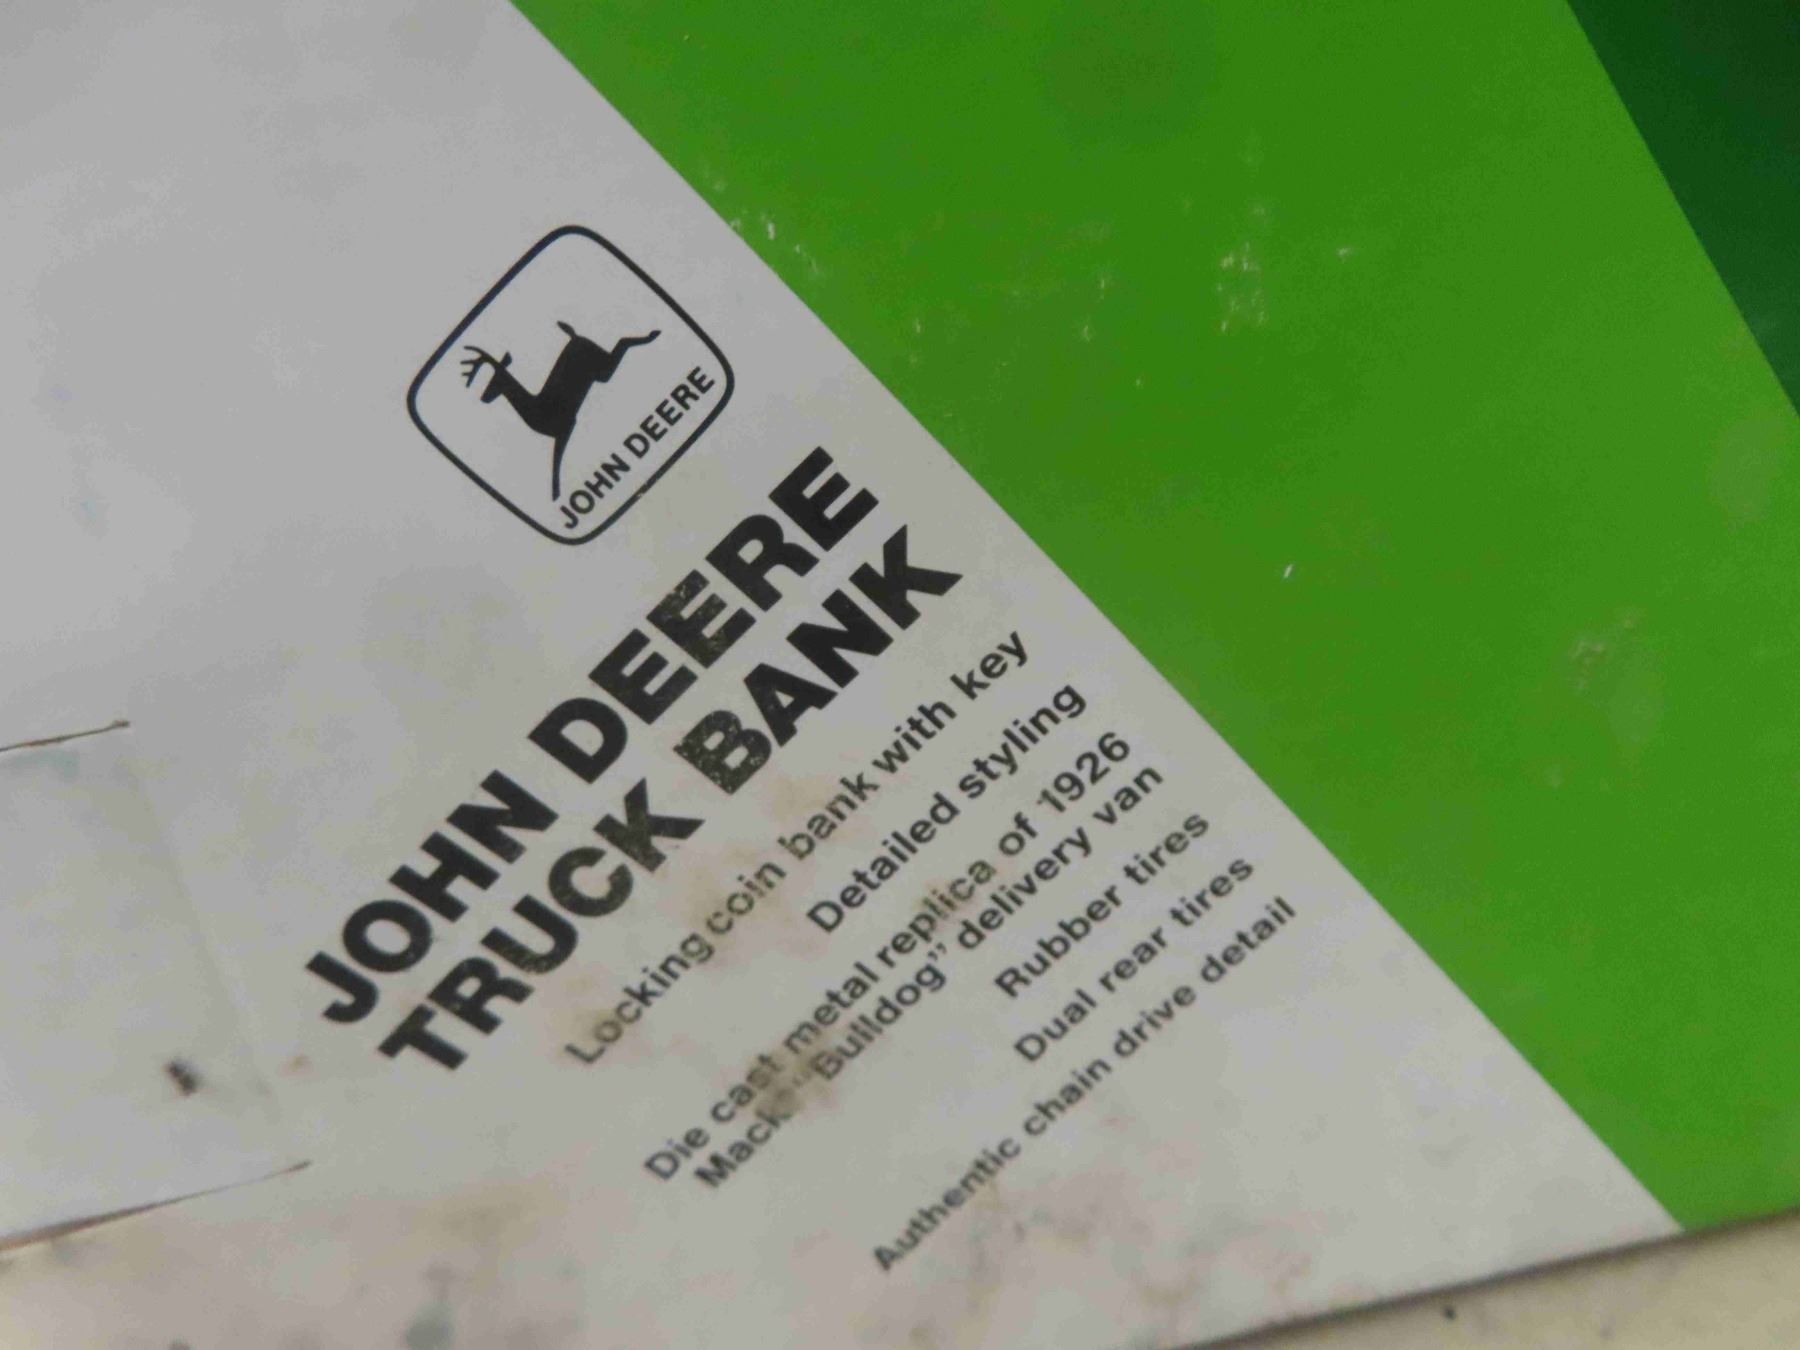 JOHN DEERE
JOHN DEERE
TRUCK BANK
Locking coin bank with key
Detailed styling
Die cast metal replica of 1926
Mack "Bulldog" delivery van
Rubber tires
Dual rear tires
Authentic chain drive detail